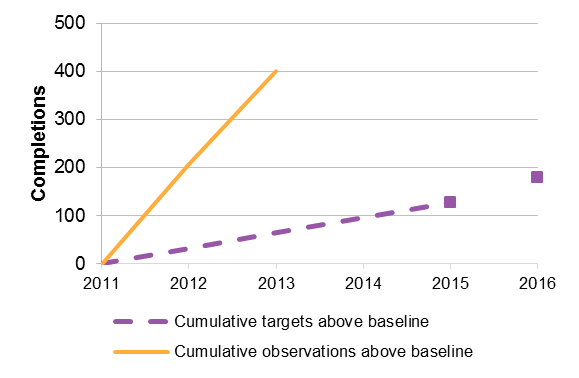 500
400
300
200
100
0
Completions
2011 2012 2013 2014 2015 2016
Cumulative targets above baseline
Cumulative observations above baseline